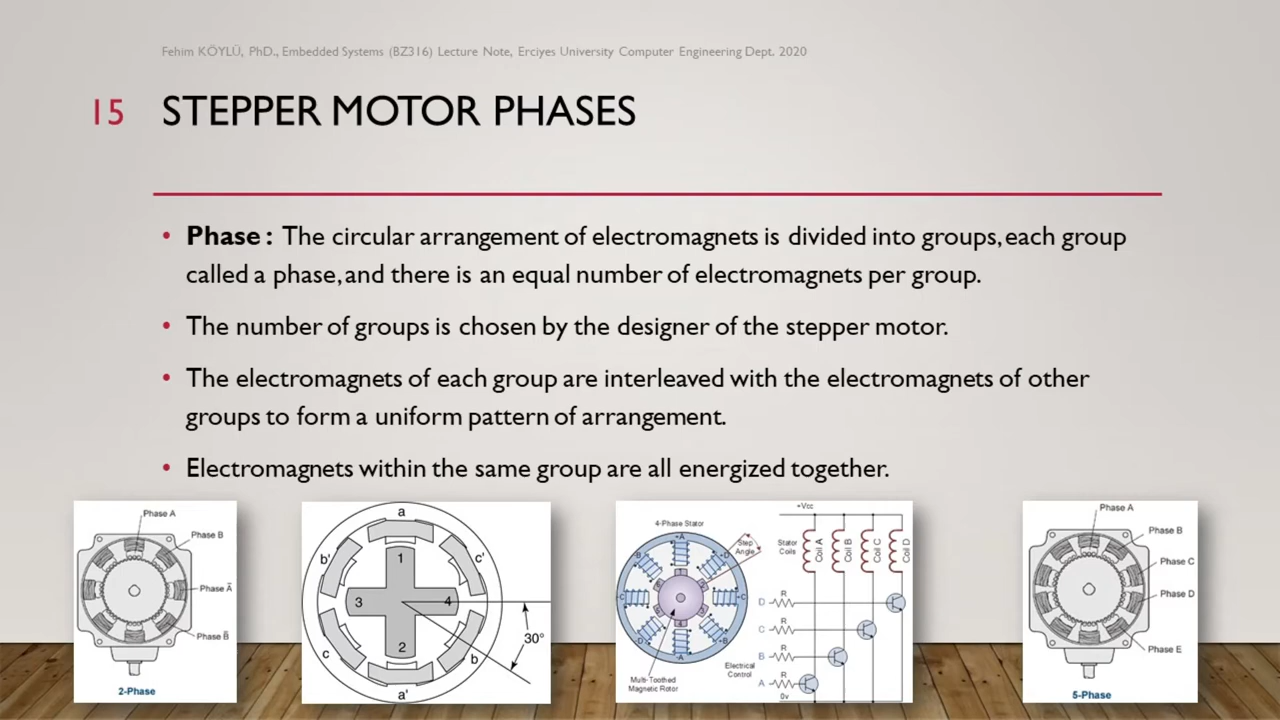 Fehim KÖYLÜ, PhD., Embedded Systems (BZ316) Lecture Note, Erciyes University Computer Engineering Dept. 2020
15 STEPPER MOTOR PHASES
• Phase : The circular arrangement of electromagnets is divided into groups, each group
called a phase, and there is an equal number of electromagnets per group.
• The number of groups is chosen by the designer of the stepper motor.
• The electromagnets of each group are interleaved with the electromagnets of other
groups to form a uniform pattern of arrangement.
• Electromagnets within the same group are all energized together.
Phase A
Phase B
Phase Ā
Phase B̄
2-Phase
a
b'
c'
1
3
4
2
30°
c
b
a'
4-Phase Stator
Step
Angle
A
B
D
C
C
D
B
A
Multi-Toothed
Magnetic Rotor
Electrical
Control
+Vcc
Stator
Coils
Coil A
Coil B
Coil C
Coil D
R
D
R
C
R
B
R
A
0v
Phase A
Phase B
Phase C
Phase D
Phase E
5-Phase